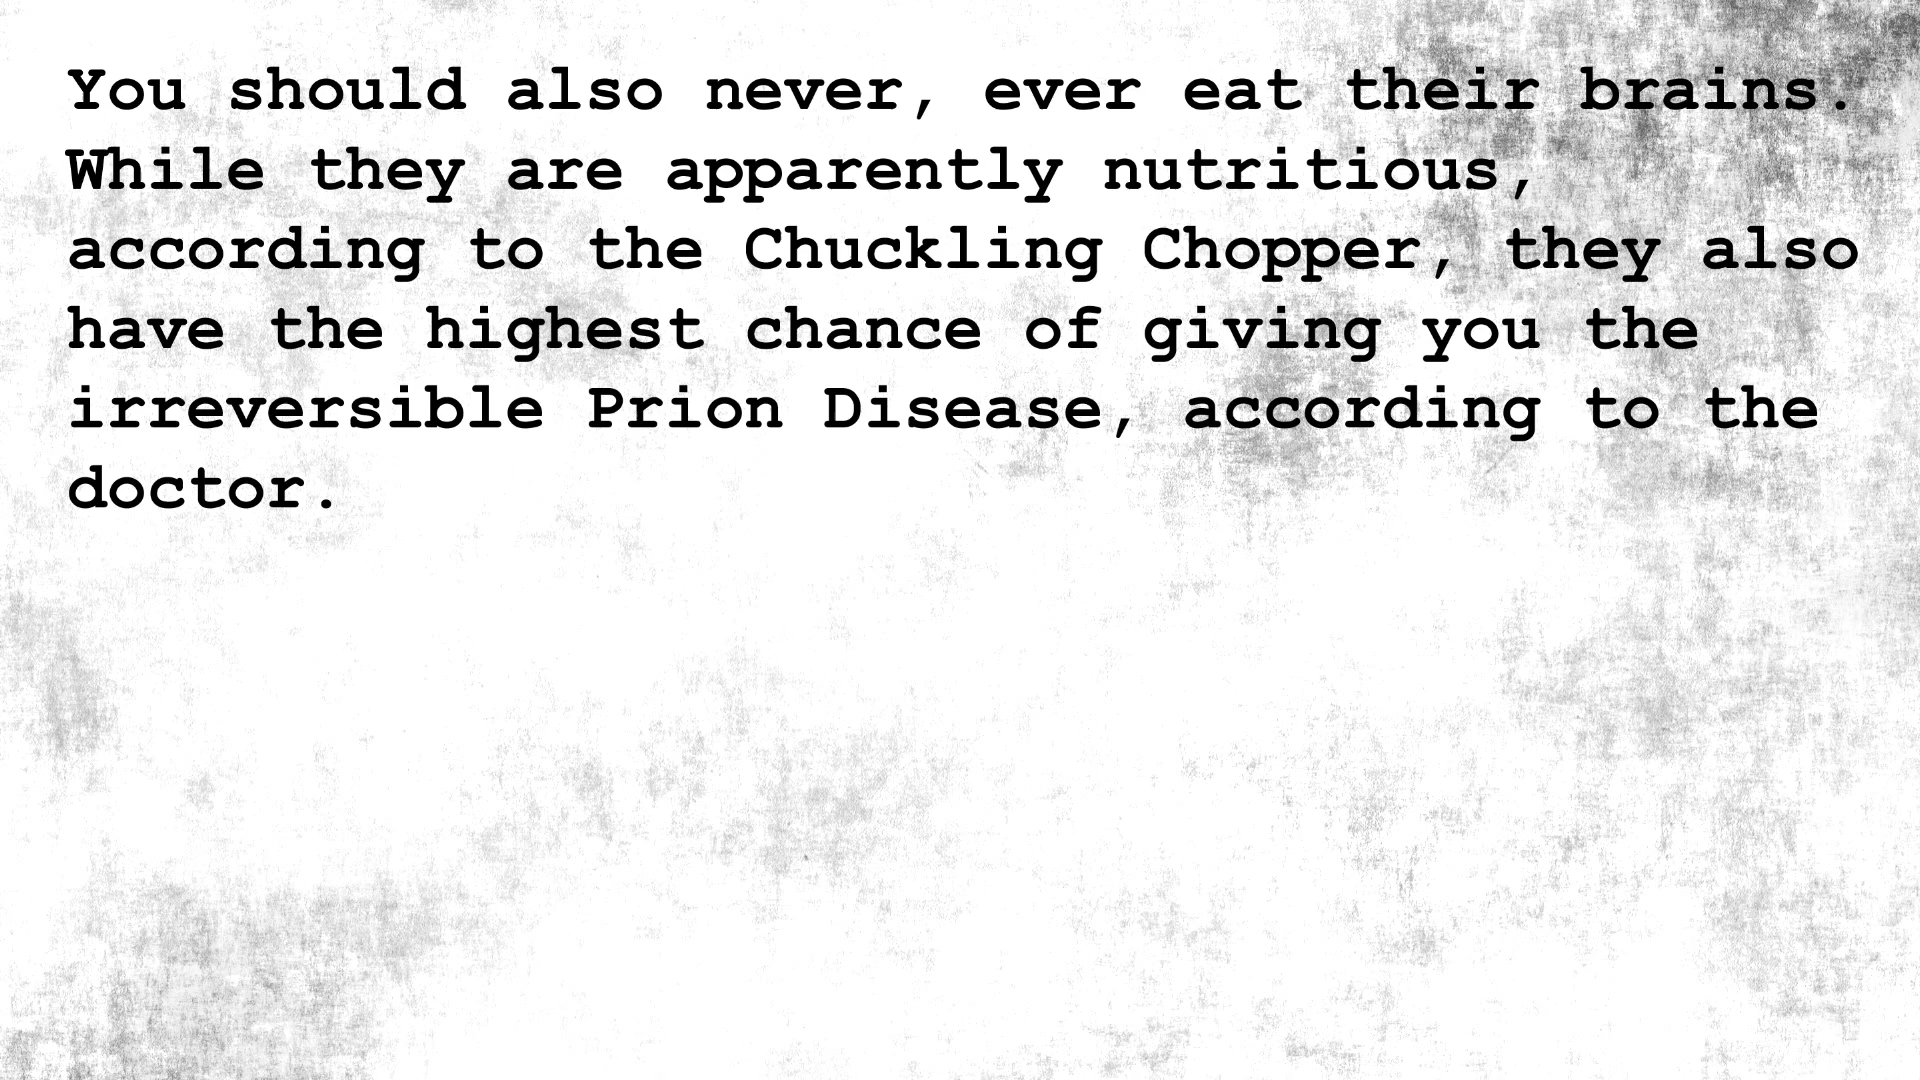 You should also never, ever eat their brains.
While they are apparently nutritious,
according to the Chuckling Chopper, they also
have the highest chance of giving you the
irreversible Prion Disease, according to the
doctor.